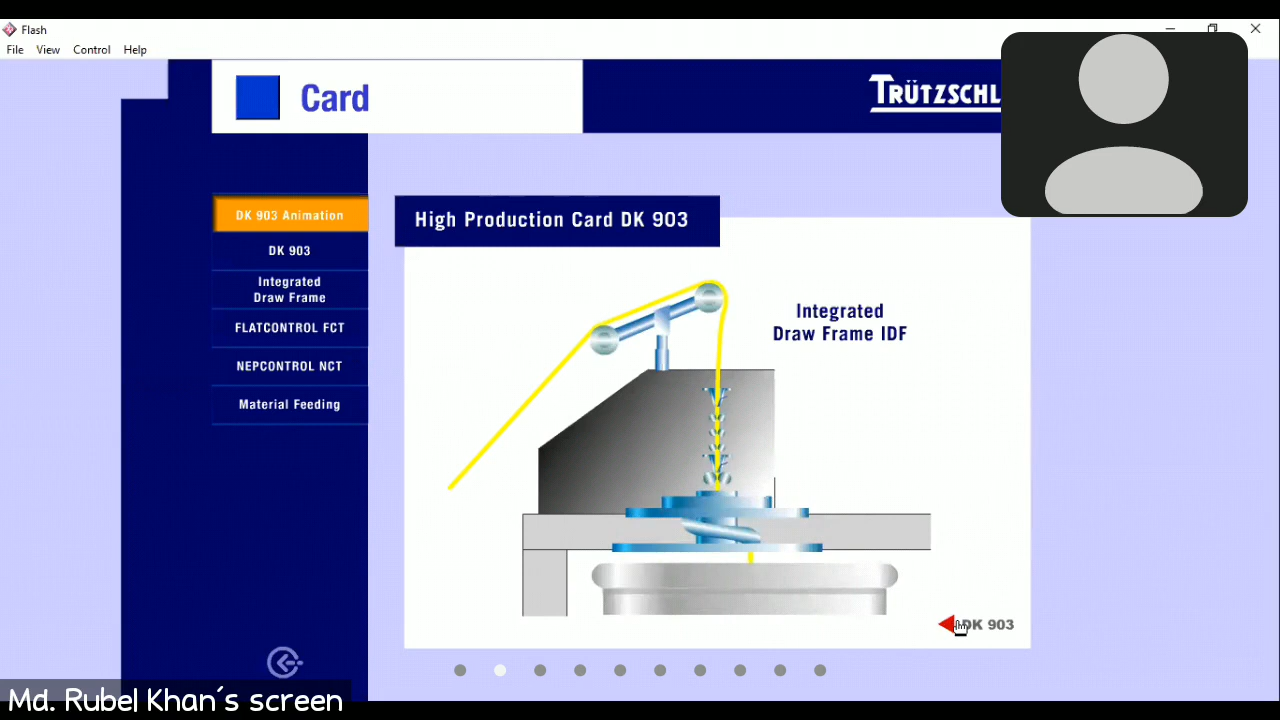 Flash
File View Control Help
Card
TRÜTZSCHL
DK 903 Animation
DK 903
Integrated
Draw Frame
FLATCONTROL FCT
NEPCONTROL NCT
Material Feeding
High Production Card DK 903
Integrated
Draw Frame IDF
DK 903
Md. Rubel Khan's screen